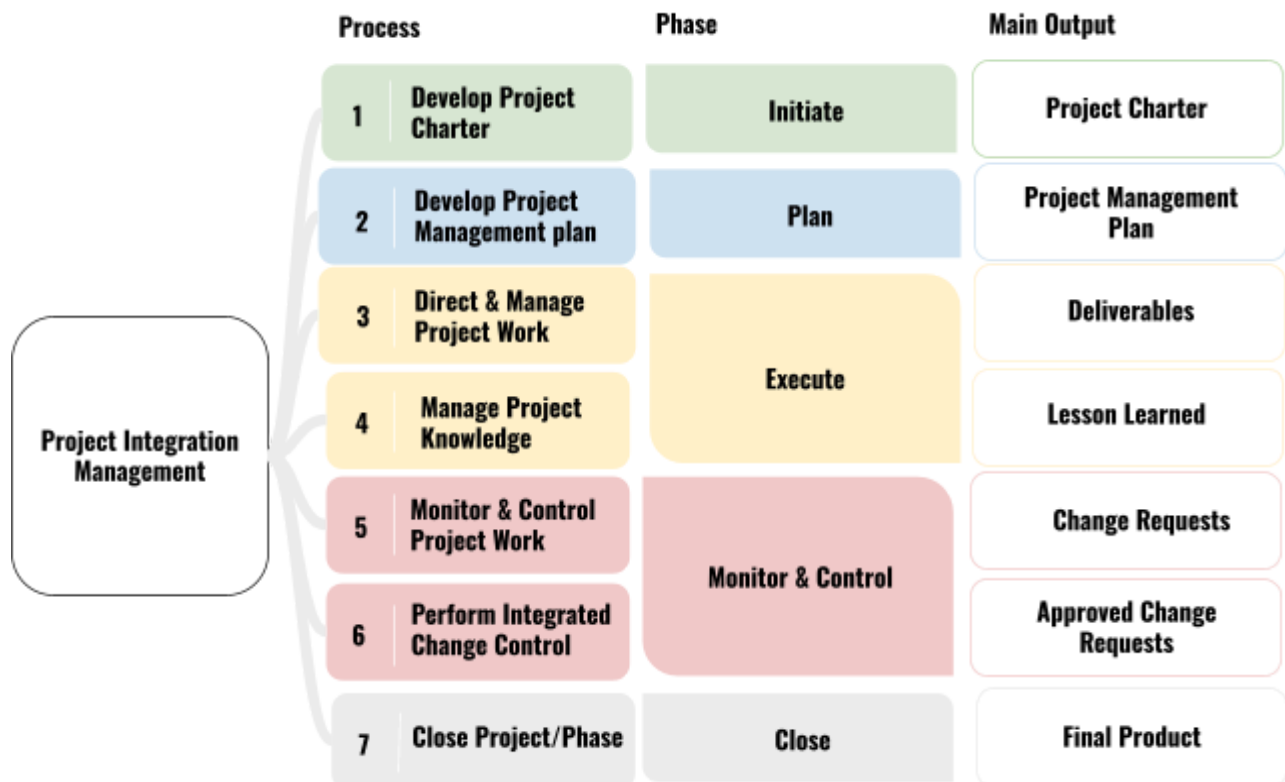 Process
Phase
Main Output
1
Develop Project
Charter
Initiate
Project Charter
2
Develop Project
Management plan
Plan
Project Management
Plan
3
Direct & Manage
Project Work
Execute
Deliverables
4
Manage Project
Knowledge
Lesson Learned
Project Integration
Management
5
Monitor & Control
Project Work
Monitor & Control
Change Requests
6
Perform Integrated
Change Control
Approved Change
Requests
7
Close Project/Phase
Close
Final Product